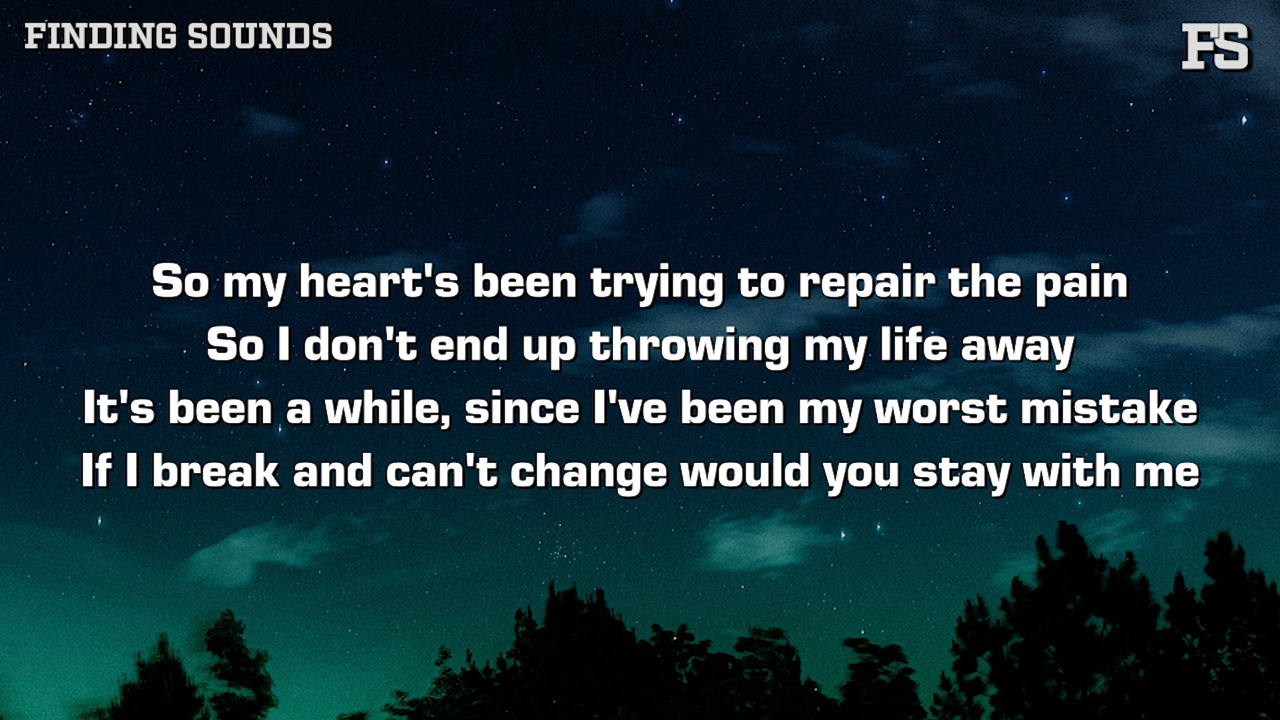 FINDING SOUNDS
FS
So my heart's been trying to repair the pain
So I don't end up throwing my life away
It's been a while, since I've been my worst mistake
If I break and can't change would you stay with me